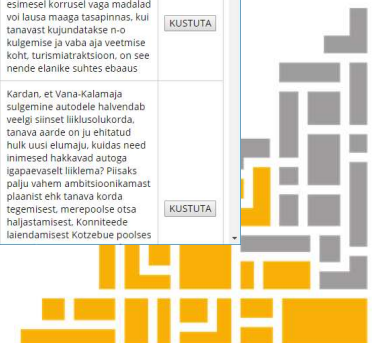 esimesel korrusel vaga madalad
voi lausa maaga tasapinnas, kui
tanavast kujundatakse n-o
kulgemise ja vaba aja veetmise
koht, turismiatraktsioon, on see
nende elanike suhtes ebaaus
KUSTUTA
Kardan, et Vana-Kalamaja
sulgemine autodele halvendab
veelgi siinset liiklusolukorda,
tanava aarde on ju ehitatud
hulk uusi elumaju, kuidas need
inimesed hakkavad autoga
igapaevaselt liiklema? Piisaks
palju vahem ambitsioonikamast
plaanist ehk tanava korda
tegemisest, merepoolse otsa
haljastamisest, Konniteede
laiendamisest Kotzebue poolses
KUSTUTA